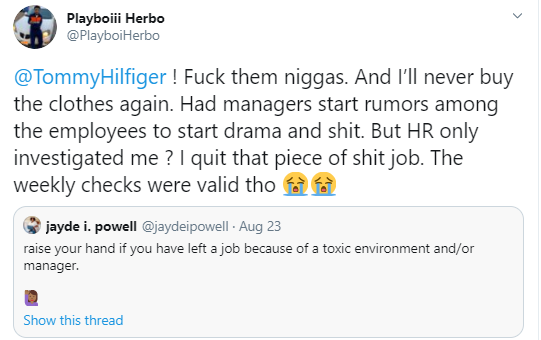 Playboiii Herbo
@PlayboiHerbo
@TommyHilfiger ! Fuck them niggas. And I’ll never buy
the clothes again. Had managers start rumors among
the employees to start drama and shit. But HR only
investigated me ? I quit that piece of shit job. The
weekly checks were valid tho 😭😭
jayde i. powell @jaydeipowell · Aug 23
raise your hand if you have left a job because of a toxic environment and/or
manager.
🙋🏾‍♀️
Show this thread